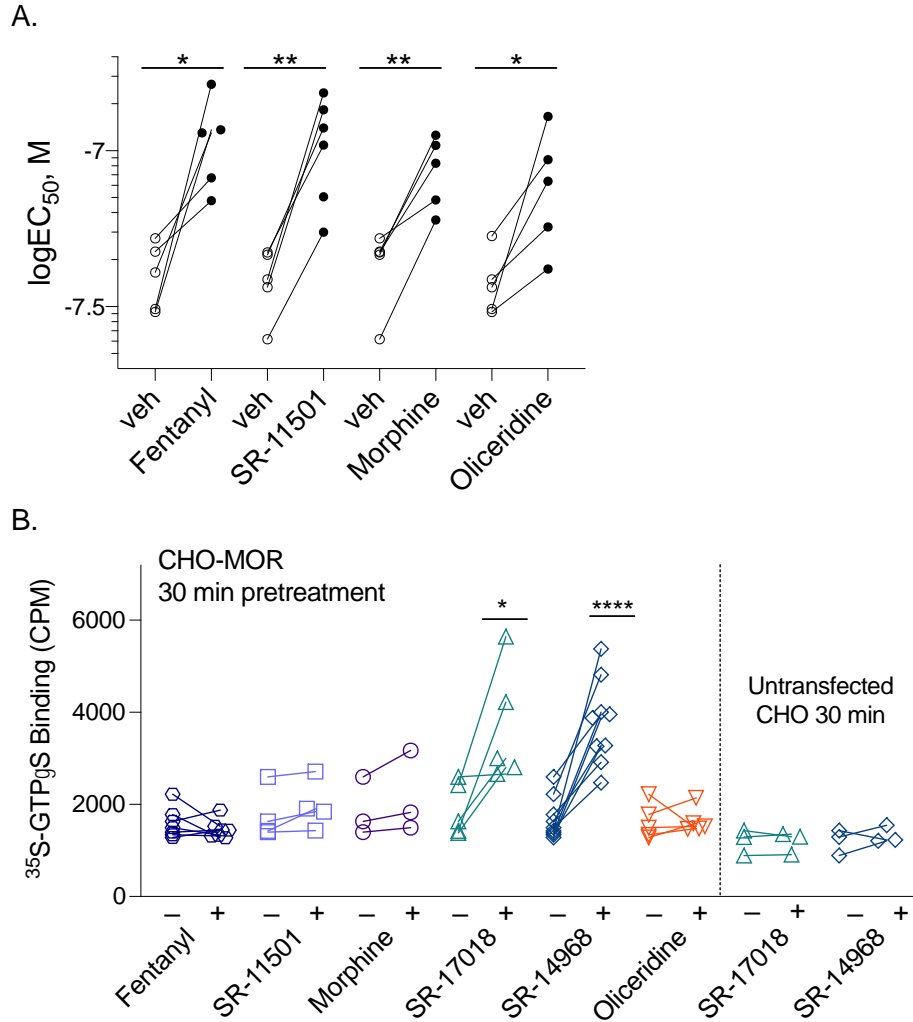 A.
* ** ** *
logEC50, M
-7
-7.5
veh Fentanyl veh SR-11501 veh Morphine veh Oliceridine
B.
CHO-MOR
30 min pretreatment
35S-GTPgS Binding (CPM)
6000
4000
2000
0
* ****
Untransfected
CHO 30 min
– + – + – + – + – + – + – + – +
Fentanyl SR-11501 Morphine SR-17018 SR-14968 Oliceridine SR-17018 SR-14968